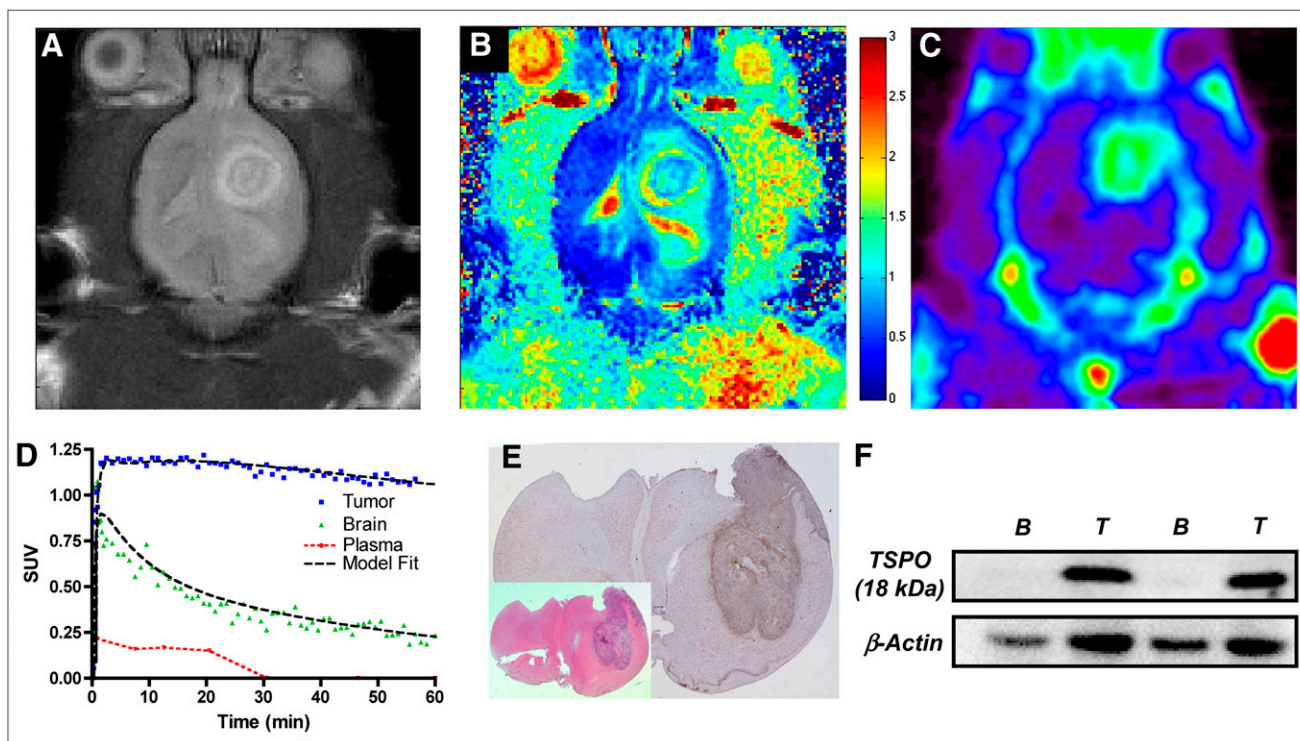 A
B
C
3
2.5
2
1.5
1
0.5
0
D
1.25
1.00
0.75
0.50
0.25
0.00
SUV
Tumor
Brain
Plasma
Model Fit
0 10 20 30 40 50 60
Time (min)
E
F
B T B T
TSPO
(18 kDa)
β-Actin